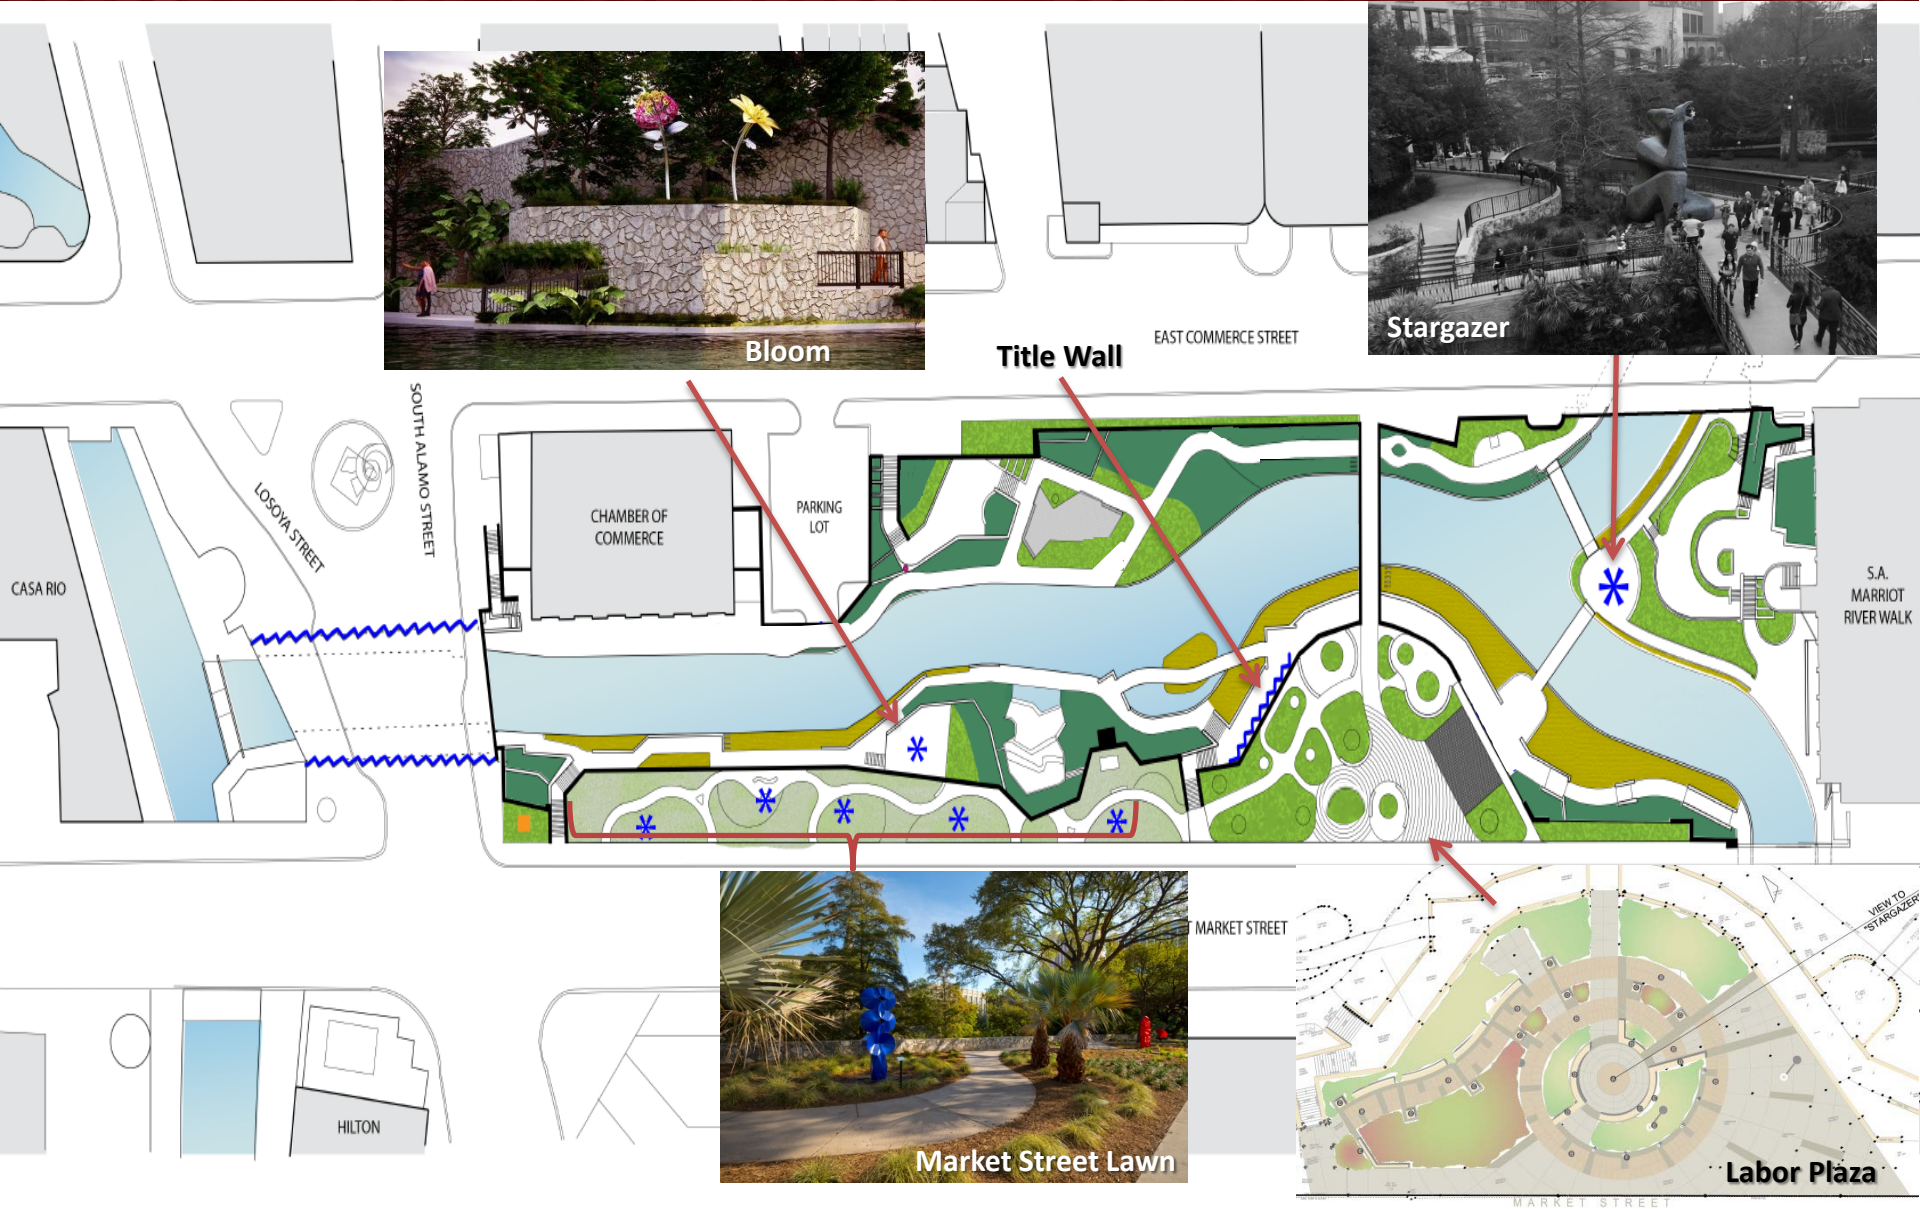 Bloom
Stargazer
Title Wall
EAST COMMERCE STREET
SOUTH ALAMO STREET
LOSOYA STREET
CHAMBER OF
COMMERCE
PARKING
LOT
CASA RIO
S.A.
MARRIOT
RIVER WALK
T MARKET STREET
VIEW TO
"STARGAZER"
Market Street Lawn
HILTON
Labor Plaza
MARKET STREET